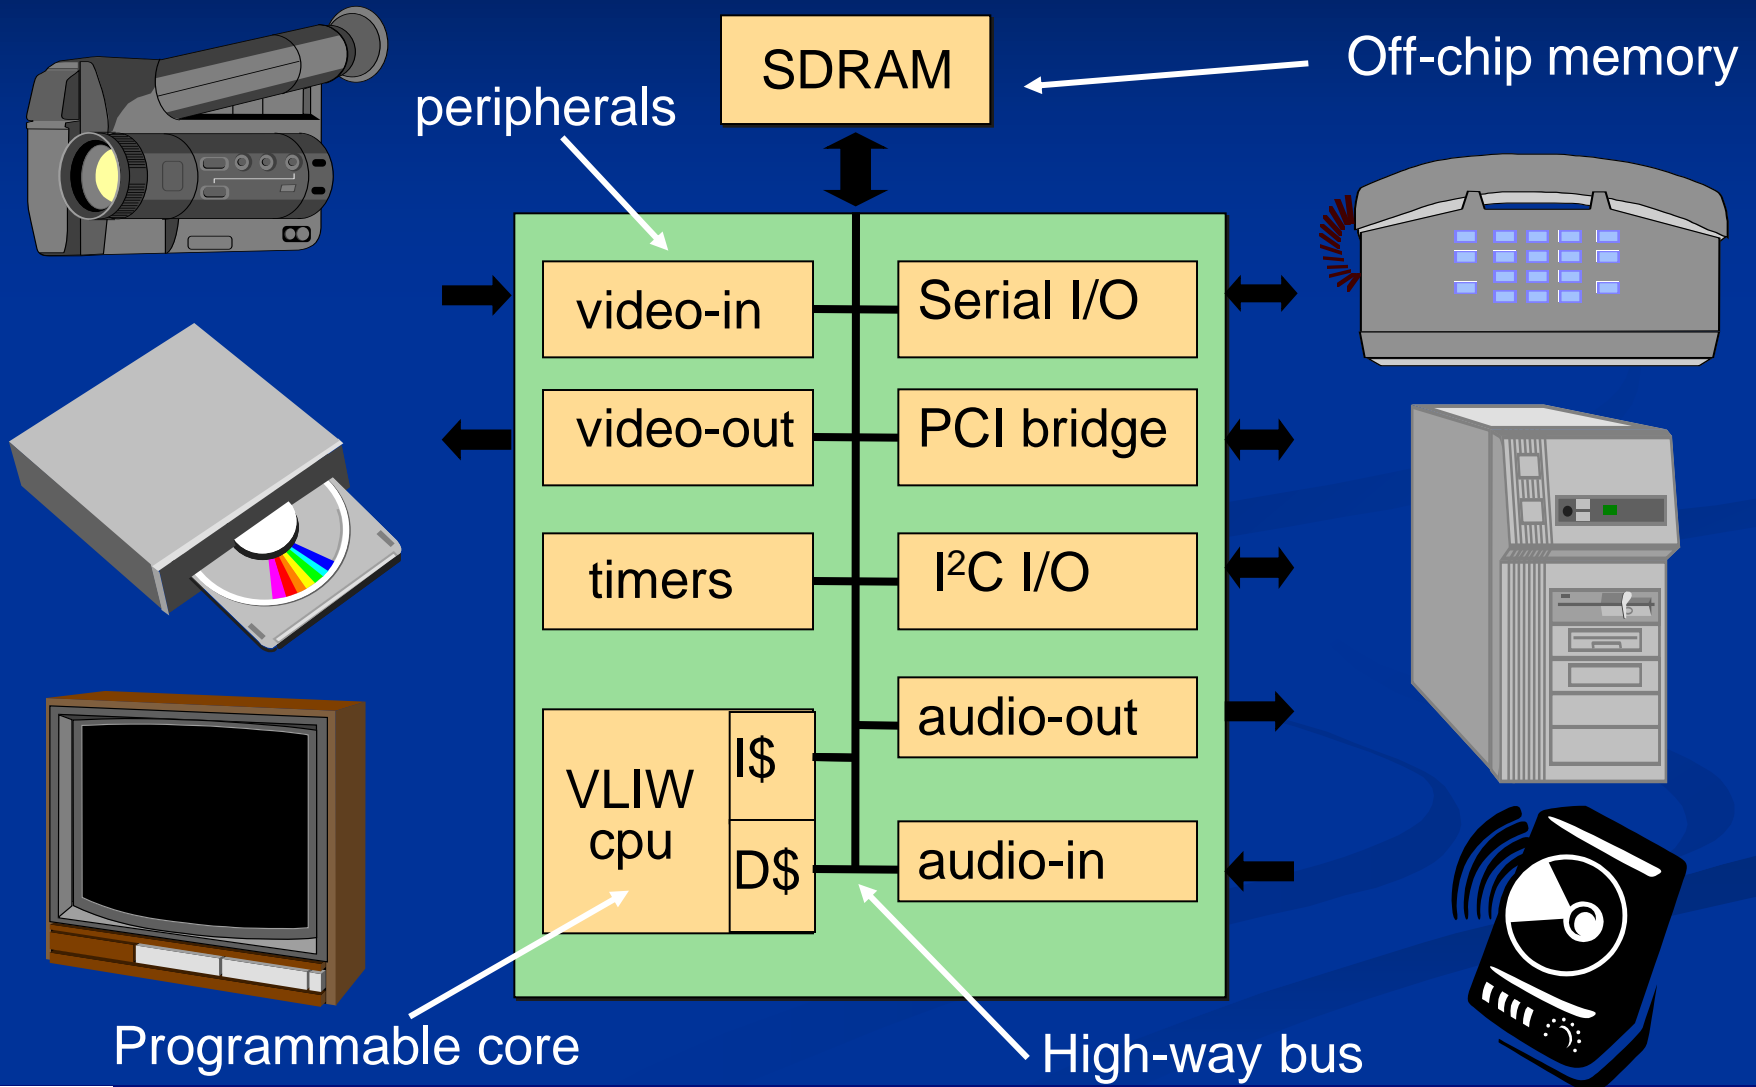 SDRAM
Off-chip memory
peripherals
video-in
Serial I/O
video-out
PCI bridge
timers
I²C I/O
audio-out
I$
VLIW
cpu
D$
audio-in
Programmable core
High-way bus